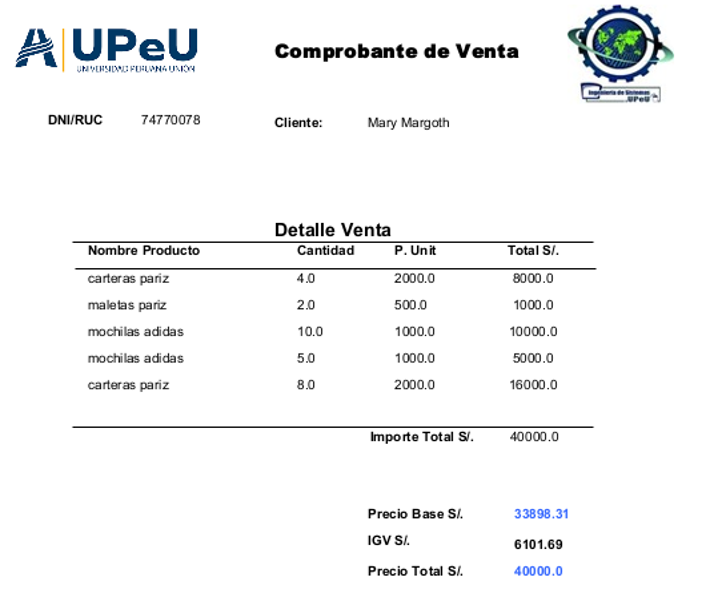 UPeU
UNIVERSIDAD PERUANA UNIÓN
Comprobante de Venta
Ingeniería de Sistemas
UPeU
DNI/RUC 74770078 Cliente: Mary Margoth
Detalle Venta
Nombre Producto Cantidad P. Unit Total S/.
carteras pariz 4.0 2000.0 8000.0
maletas pariz 2.0 500.0 1000.0
mochilas adidas 10.0 1000.0 10000.0
mochilas adidas 5.0 1000.0 5000.0
carteras pariz 8.0 2000.0 16000.0
Importe Total S/. 40000.0
Precio Base S/. 33898.31
IGV S/. 6101.69
Precio Total S/. 40000.0